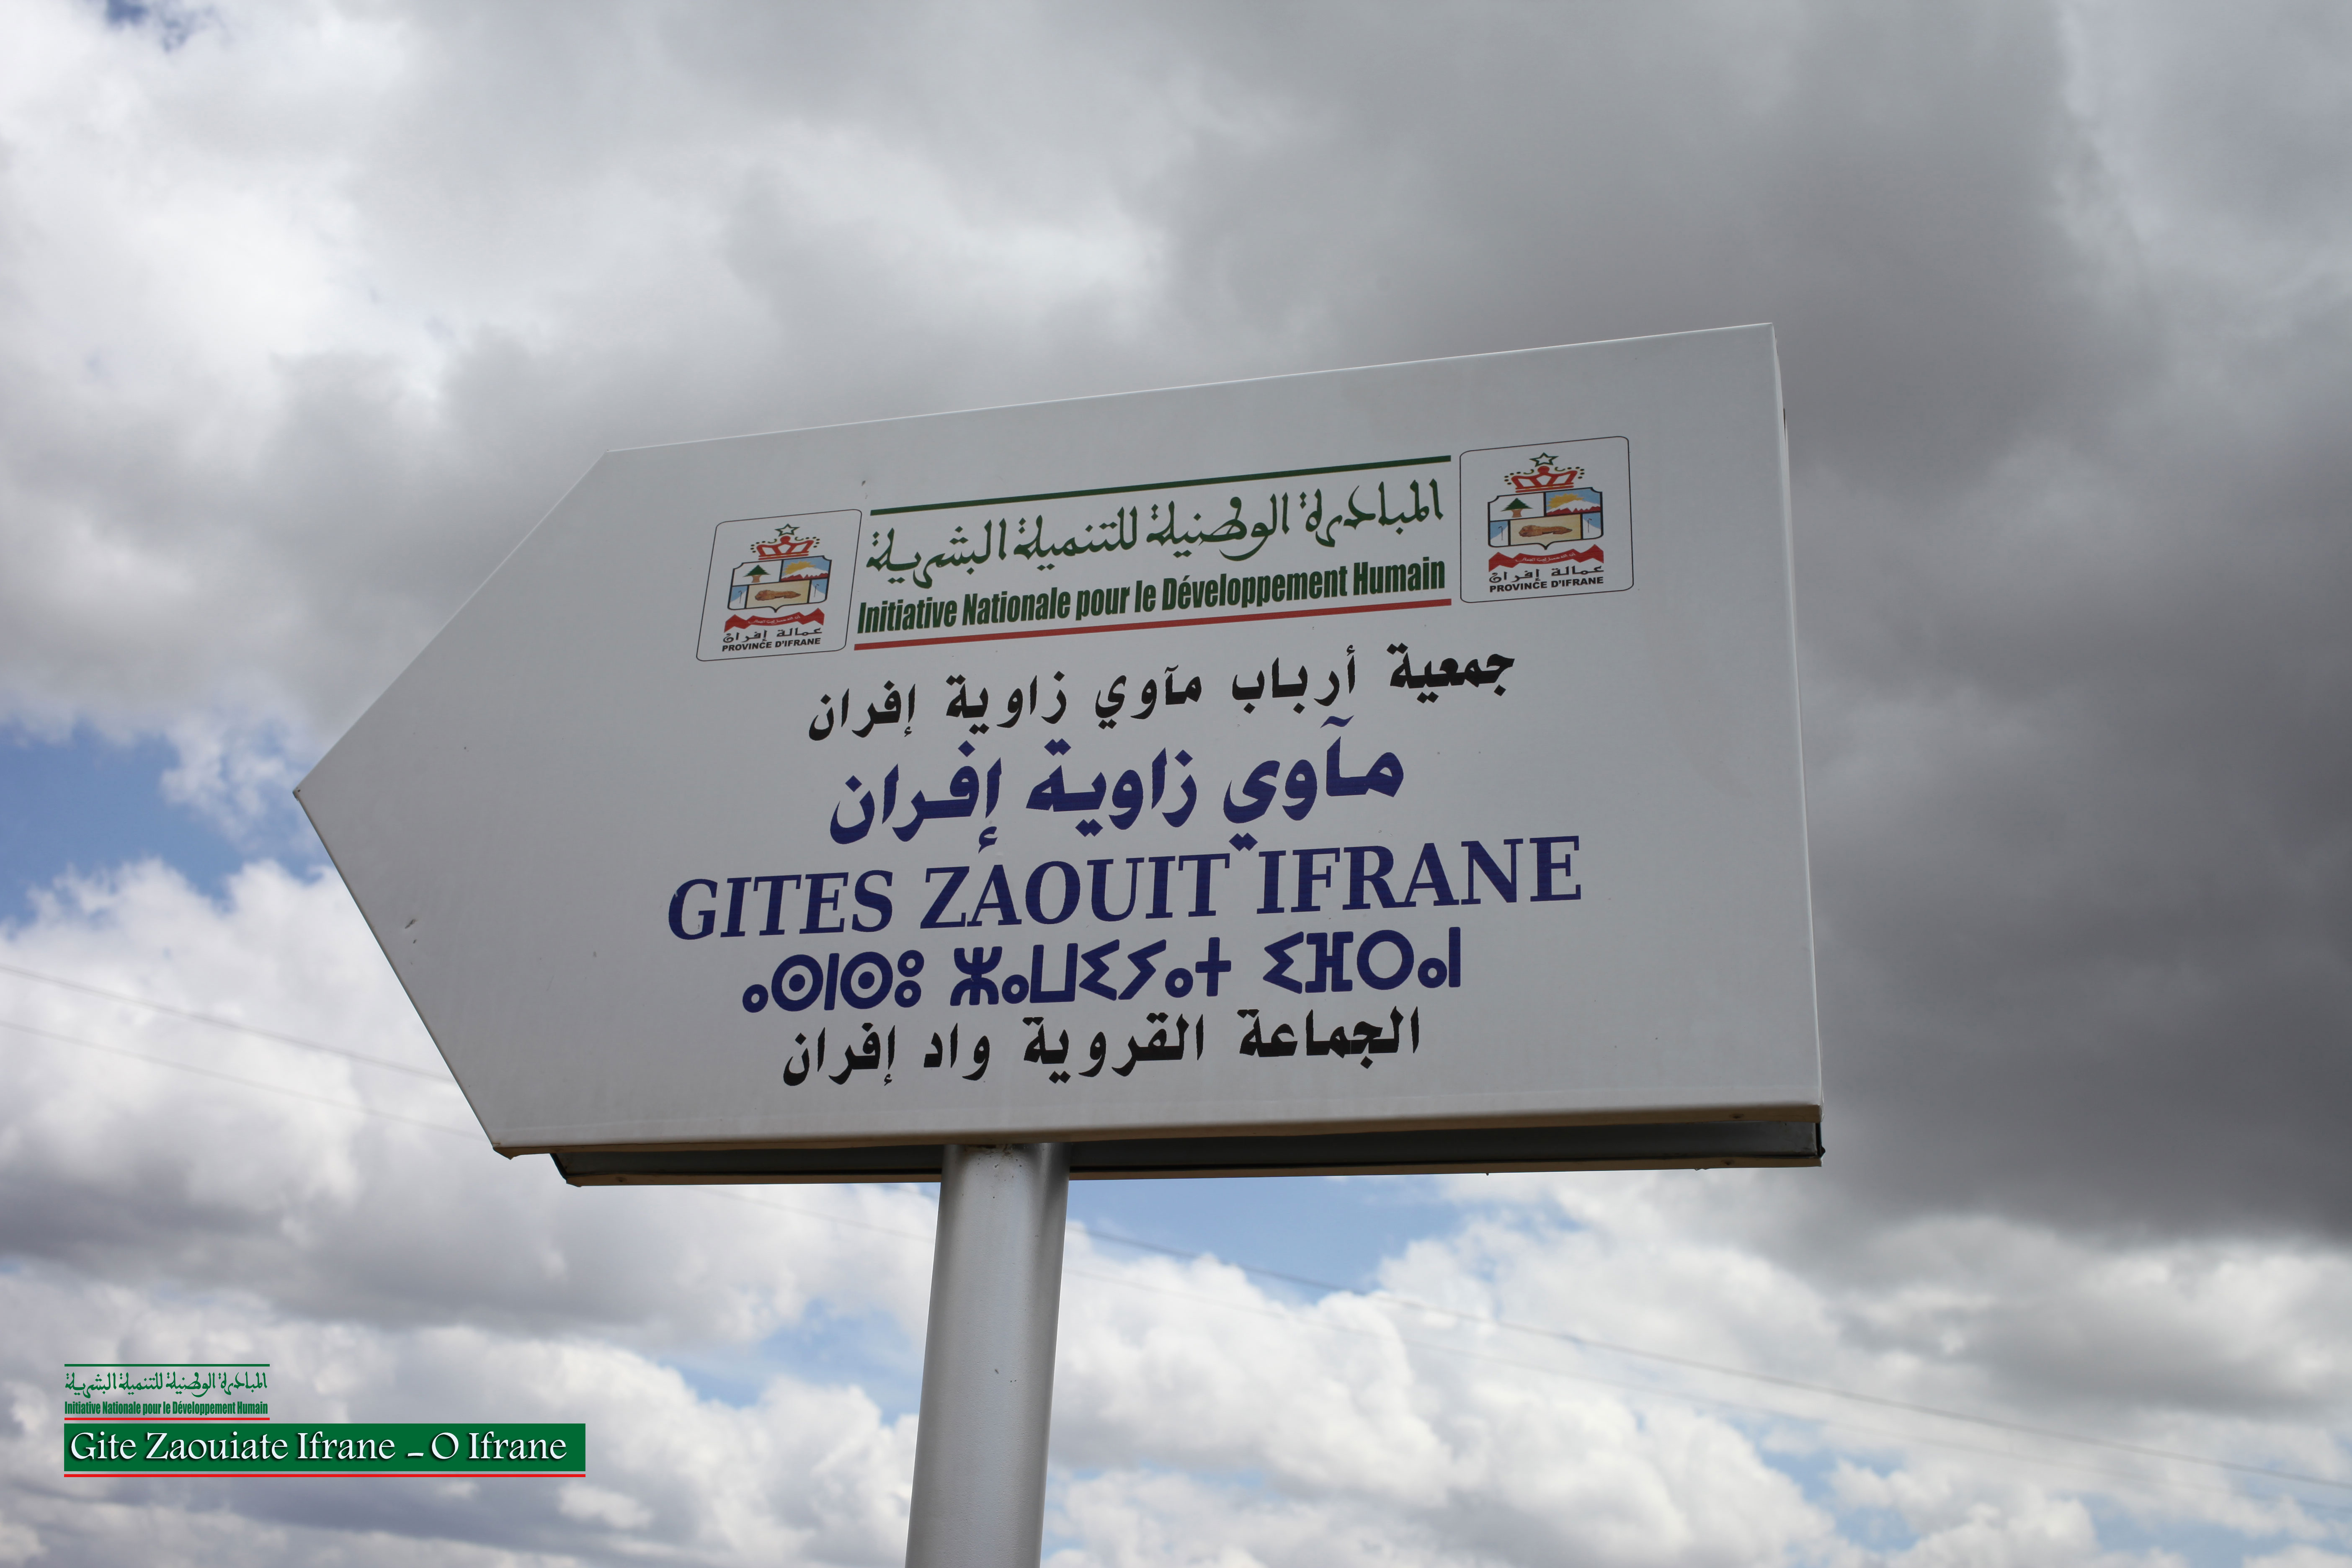 المبادرة الوطنية للتنمية البشرية
Initiative Nationale pour le Développement Humain
عمالة إفران
PROVINCE D'IFRANE
عمالة إفران
PROVINCE D'IFRANE
جمعية أرباب مآوي زاوية إفران
مآوي زاوية إفران
GITES ZAOUIT IFRANE
ⴰⵙⵏⵙⵓ ⵣⴰⵡⵉⵢⴰⵜ ⵉⴼⵔⴰⵏ
الجماعة القروية واد إفران
المبادرة الوطنية للتنمية البشرية
Initiative Nationale pour le Développement Humain
Gite Zaouiate Ifrane - O Ifrane